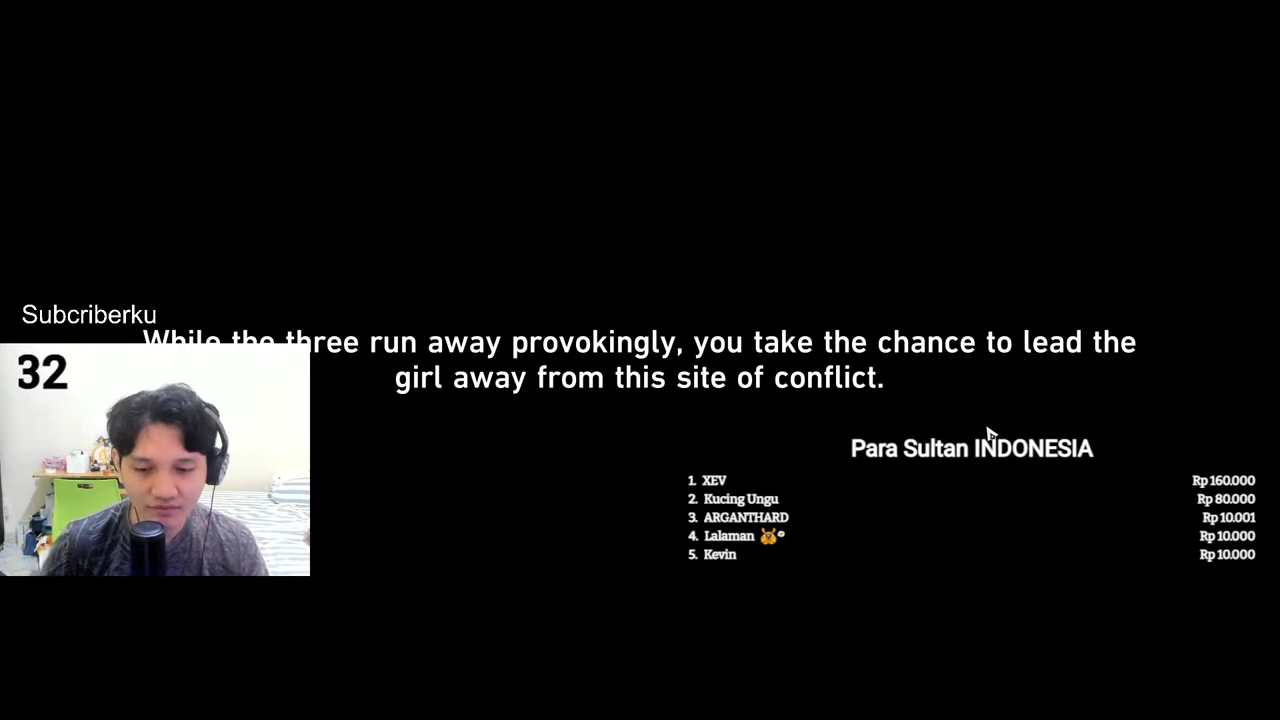 Subcriberku
While the three run away provokingly, you take the chance to lead the
girl away from this site of conflict.
32
Para Sultan INDONESIA
1. XEV Rp 160.000
2. Kucing Ungu Rp 80.000
3. ARGANTHARD Rp 10.001
4. Lalaman Rp 10.000
5. Kevin Rp 10.000